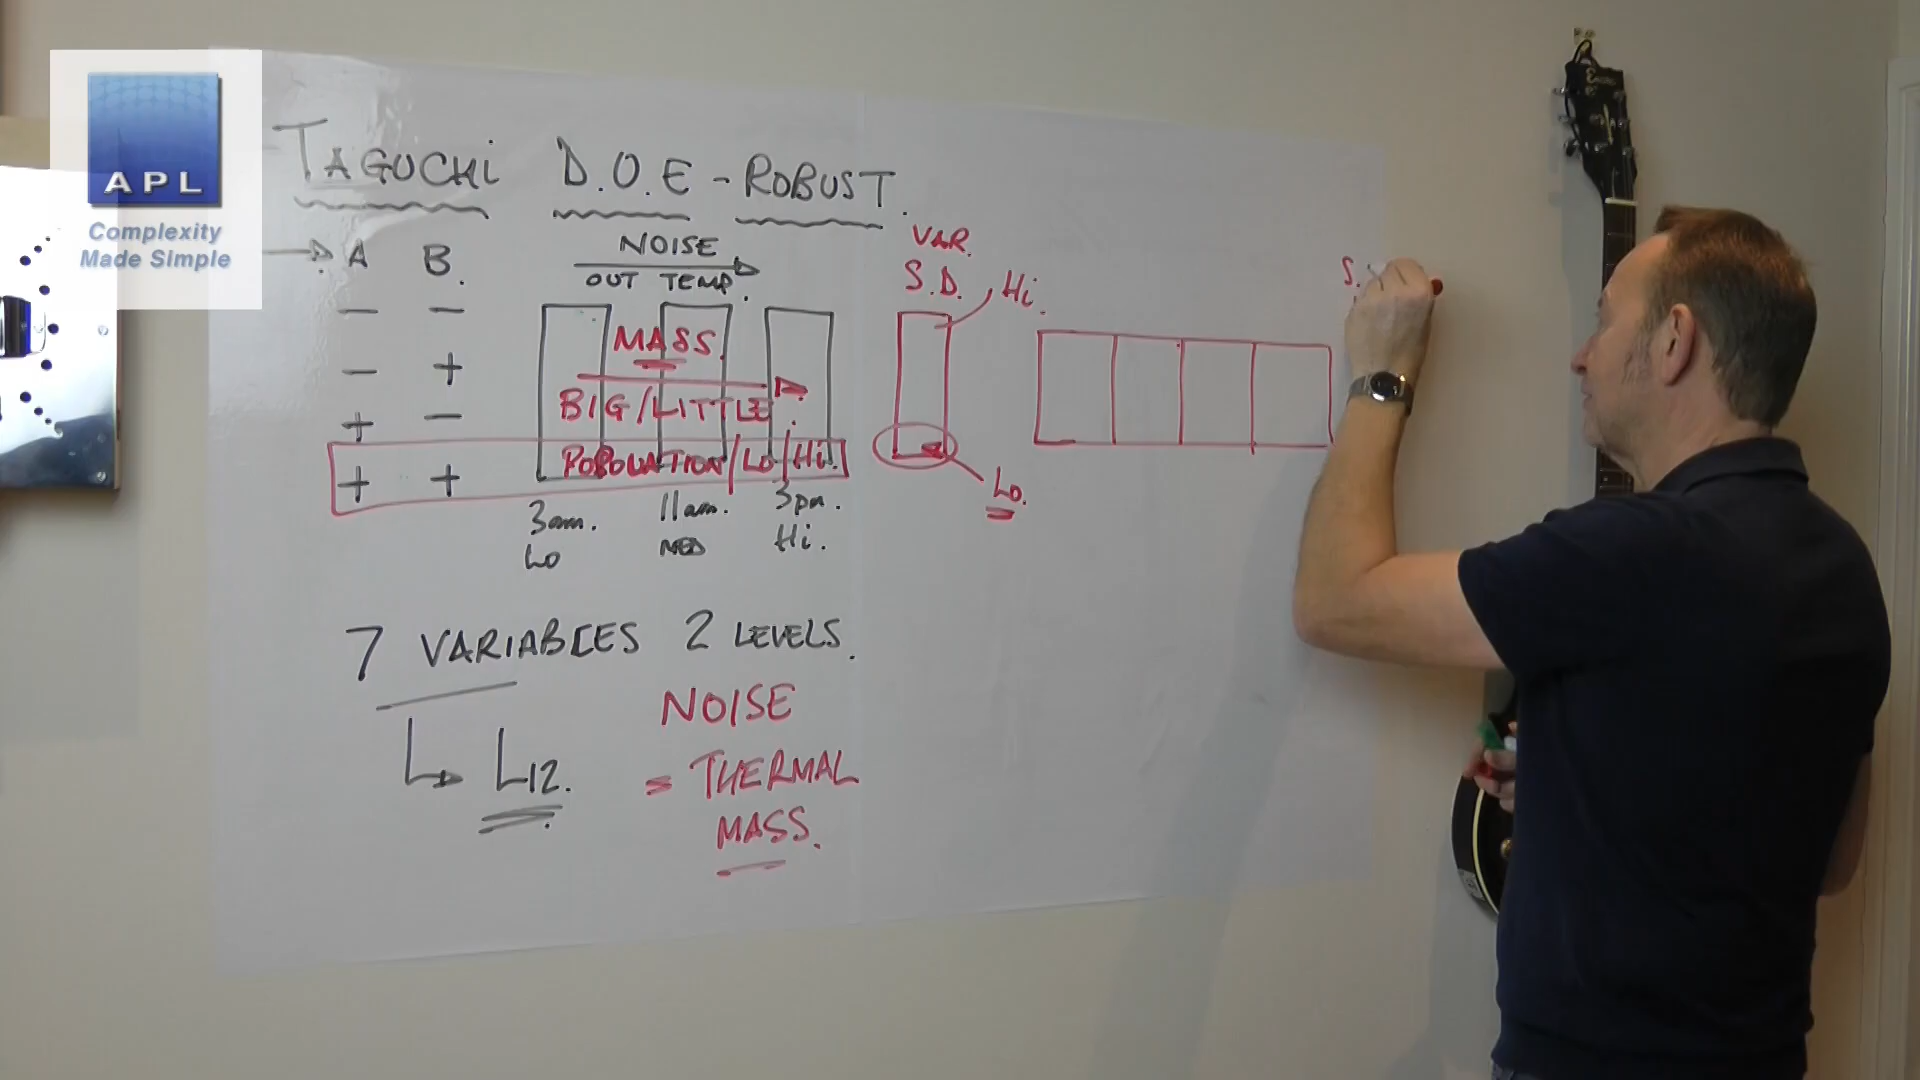 APL
Complexity
Made Simple
TAGUCHi D.O.E - ROBUST.
A B.
NOISE
OUT TEMP.
VAR.
S.D.
Hi.
S.
- -
- +
+ -
+ +
MASS.
BIG/LITTLE
POPULATION/Lo/Hi.
Lo.
3am. 11am. 3pm.
Lo MED Hi.
7 VARIABLES 2 LEVELS.
L12.
NOISE
= THERMAL
MASS.